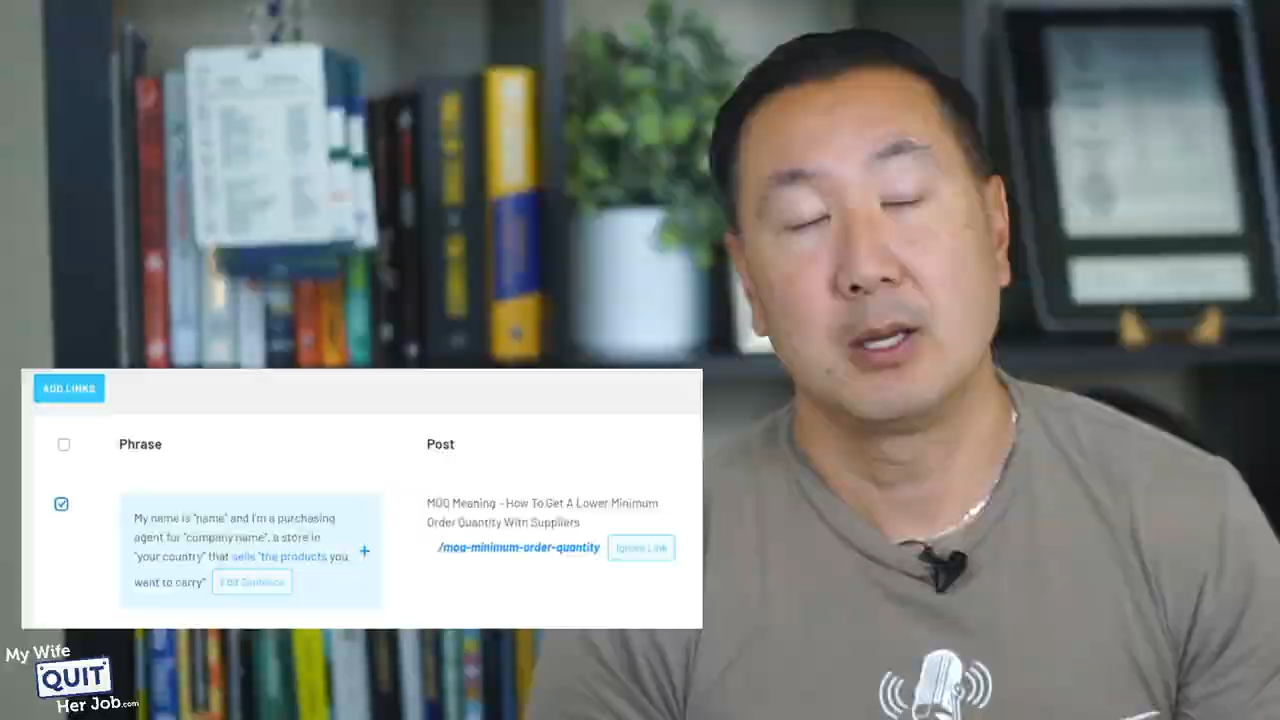 ADD LINKS
Phrase
Post
My name is "name" and I'm a purchasing
agent for "company name", a store in
"your country" that sells "the products you
want to carry"
Edit Sentence
MOQ Meaning - How To Get A Lower Minimum
Order Quantity With Suppliers
/moq-minimum-order-quantity
Ignore Link
My Wife
QUIT
Her Job.com